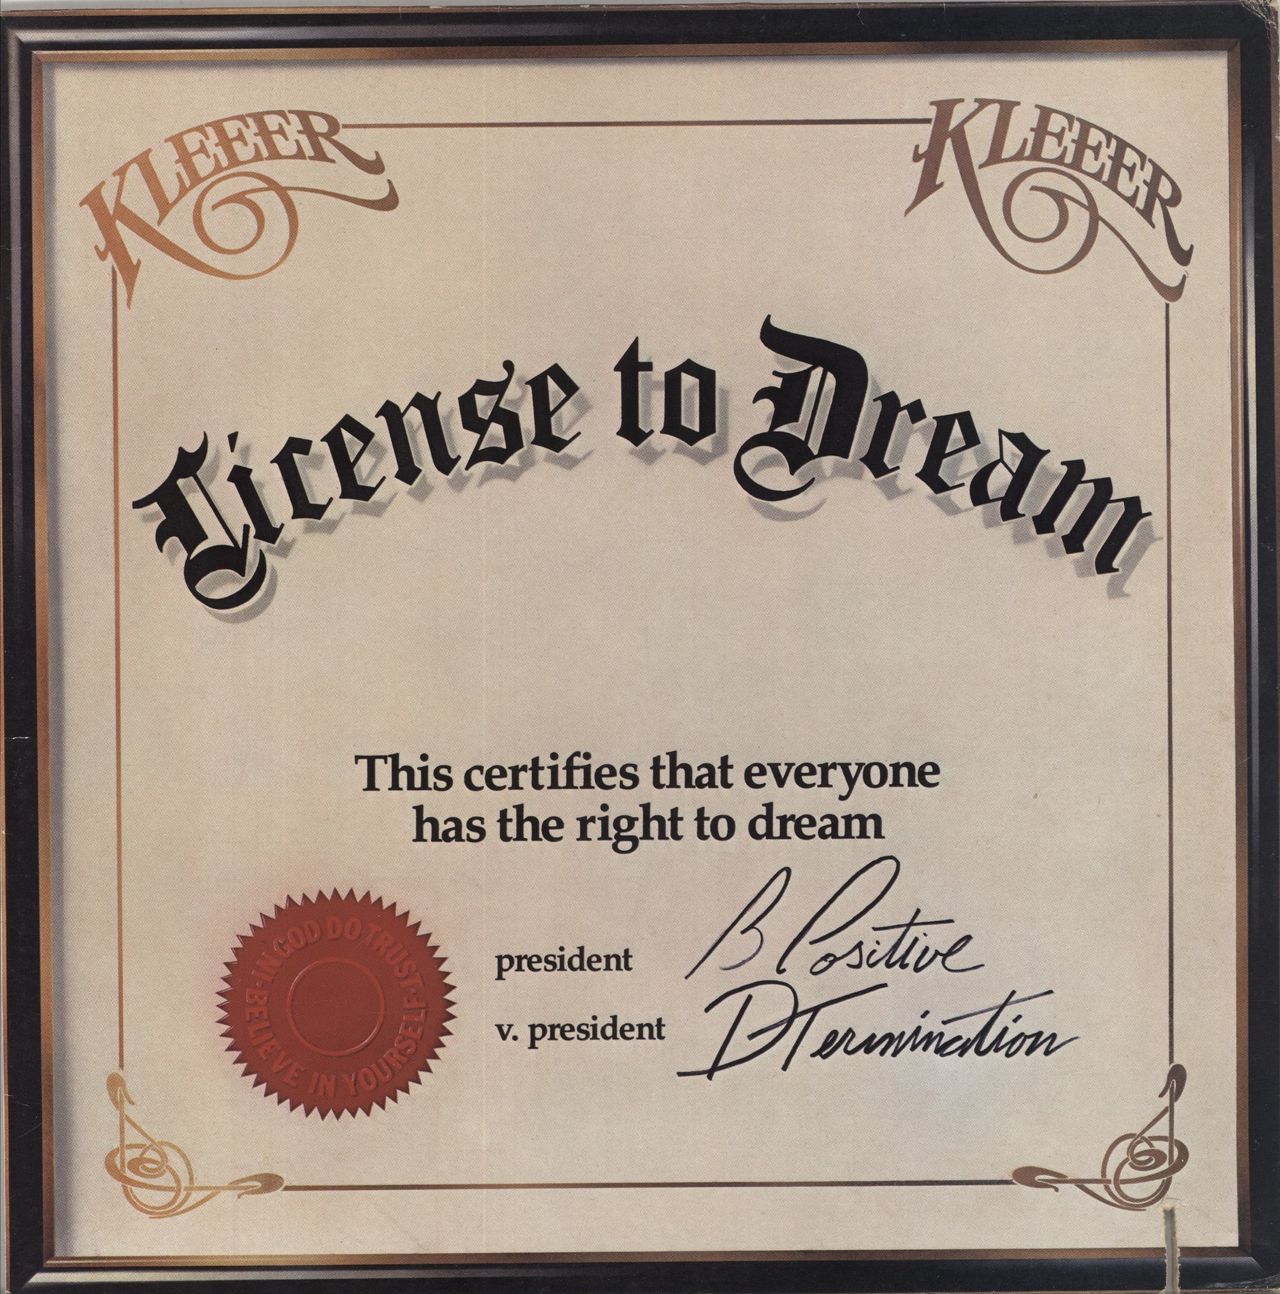 KLEEER
KLEEER
License to Dream
This certifies that everyone
has the right to dream
president
B Positive
v. president
DTermination
·IN GOD DO TRUST·
BELIEVE IN YOURSELF